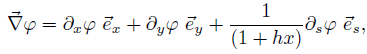 $\vec{\nabla}\varphi = \partial_x \varphi \ \vec{e}_x + \partial_y \varphi \ \vec{e}_y + \frac{1}{(1+hx)} \partial_s \varphi \ \vec{e}_s,$